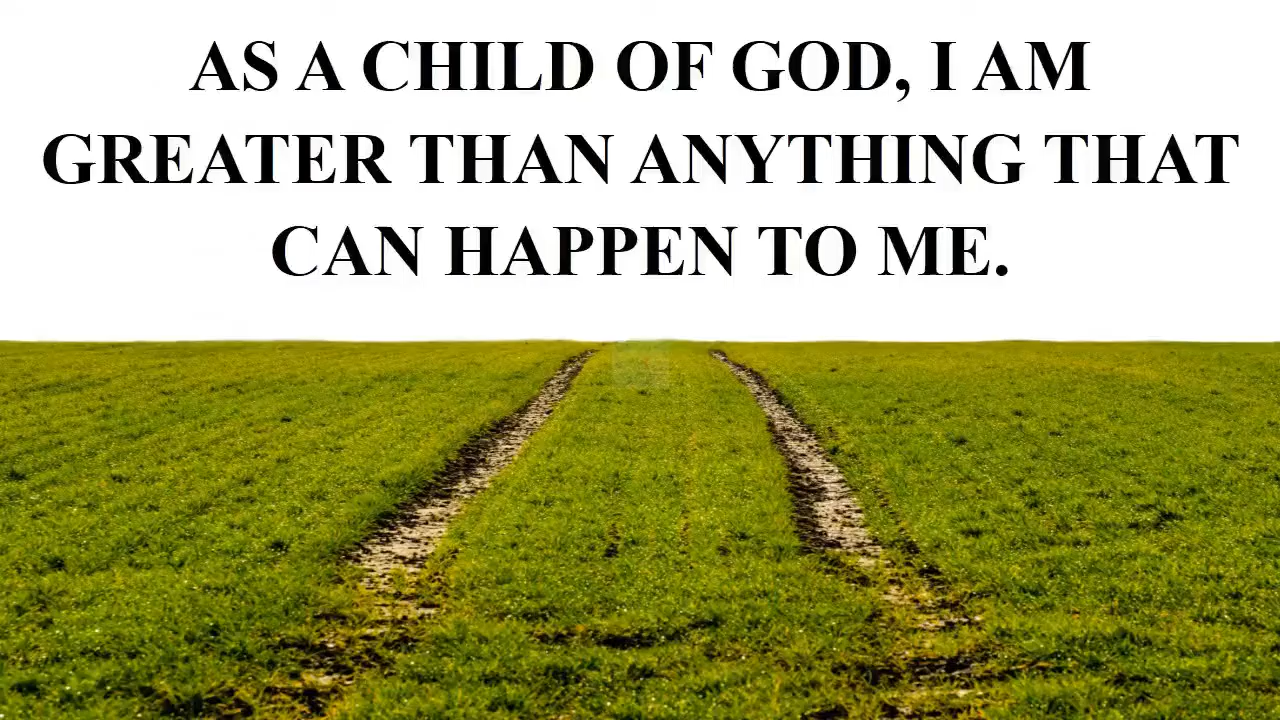 AS A CHILD OF GOD, I AM
GREATER THAN ANYTHING THAT
CAN HAPPEN TO ME.